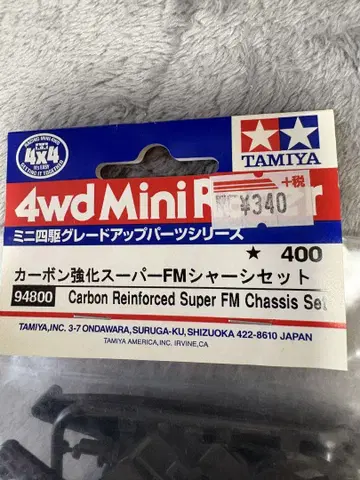 4x4
TAMIYA
+税
¥340
4wd Mini R
ミニ四駆グレードアップパーツシリーズ
★ 400
カーボン強化スーパーFMシャーシセット
94800 Carbon Reinforced Super FM Chassis Set
TAMIYA,INC. 3-7 ONDAWARA, SURUGA-KU, SHIZUOKA 422-8610 JAPAN
TAMIYA AMERICA, INC. IRVINE, CA